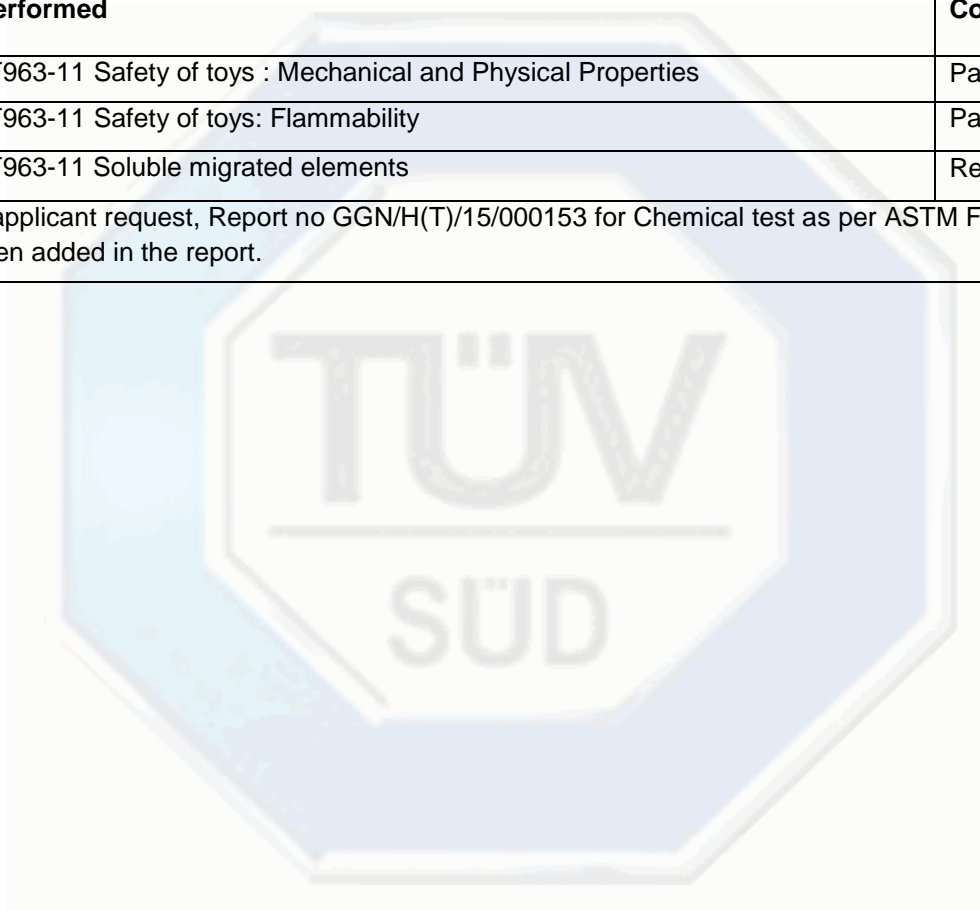 erformed Co
F963-11 Safety of toys : Mechanical and Physical Properties Pa
F963-11 Safety of toys: Flammability Pa
F963-11 Soluble migrated elements Re
applicant request, Report no GGN/H(T)/15/000153 for Chemical test as per ASTM F
en added in the report.
TÜV
SÜD